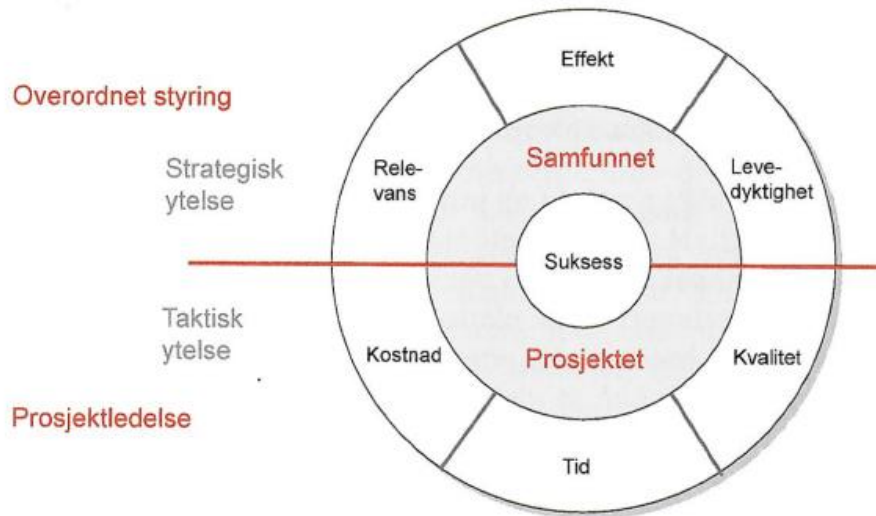 Effekt
Overordnet styring
Strategisk
ytelse
Rele-
vans
Samfunnet
Leve-
dyktighet
Suksess
Taktisk
ytelse
Kostnad
Prosjektet
Kvalitet
Prosjektledelse
Tid